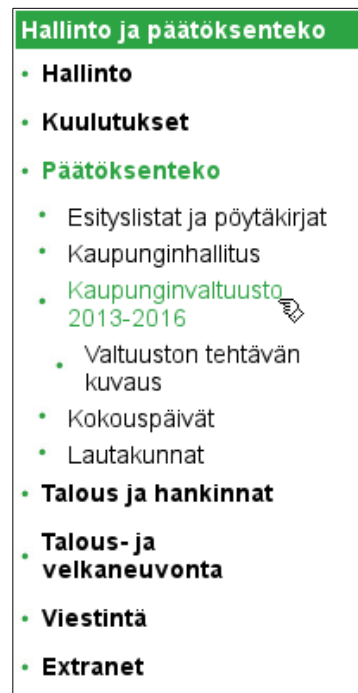 Hallinto ja päätöksenteko
Hallinto
Kuulutukset
Päätöksenteko
Esityslistat ja pöytäkirjat
Kaupunginhallitus
Kaupunginvaltuusto
2013-2016
Valtuuston tehtävän
kuvaus
Kokouspäivät
Lautakunnat
Talous ja hankinnat
Talous- ja
velkaneuvonta
Viestintä
Extranet